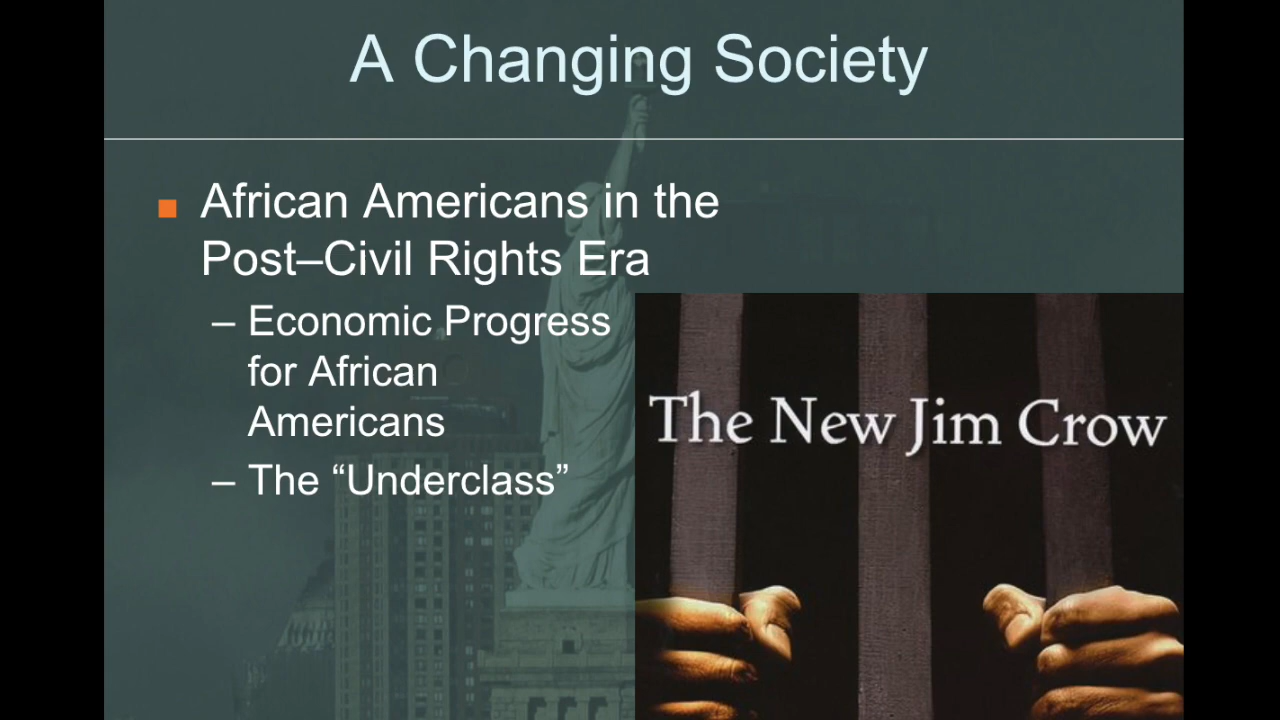 A Changing Society
■ African Americans in the
Post–Civil Rights Era
– Economic Progress
for African
Americans
– The “Underclass”
The New Jim Crow